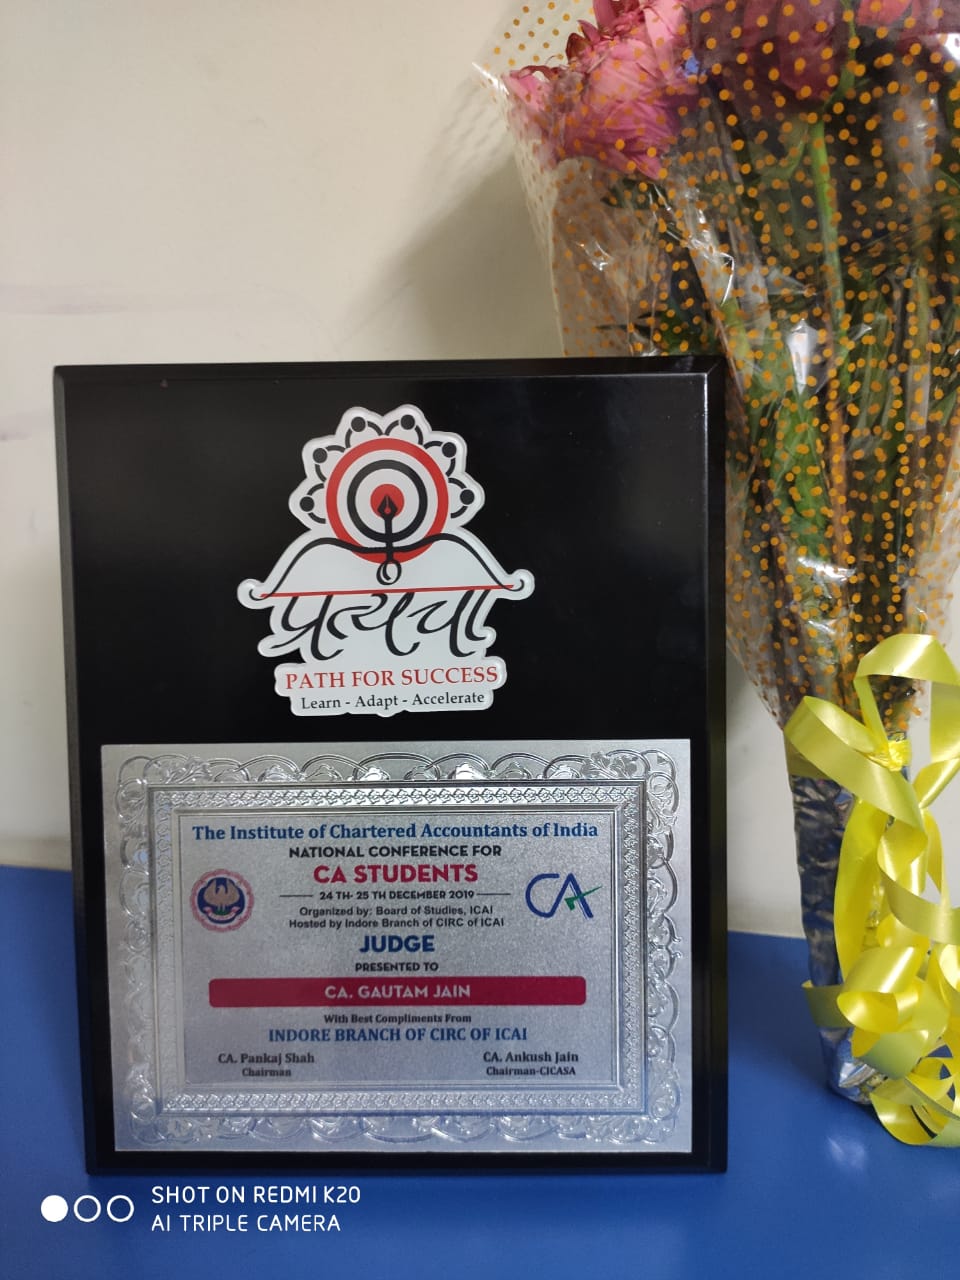 प्रत्यंचा
PATH FOR SUCCESS
Learn - Adapt - Accelerate
The Institute of Chartered Accountants of India
NATIONAL CONFERENCE FOR
CA STUDENTS
24 TH- 25 TH DECEMBER 2019
Organized by: Board of Studies, ICAI
Hosted by Indore Branch of CIRC of ICAI
CA
JUDGE
PRESENTED TO
CA. GAUTAM JAIN
With Best Compliments From
INDORE BRANCH OF CIRC OF ICAI
CA. Pankaj Shah
Chairman
CA. Ankush Jain
Chairman-CICASA
SHOT ON REDMI K20
AI TRIPLE CAMERA